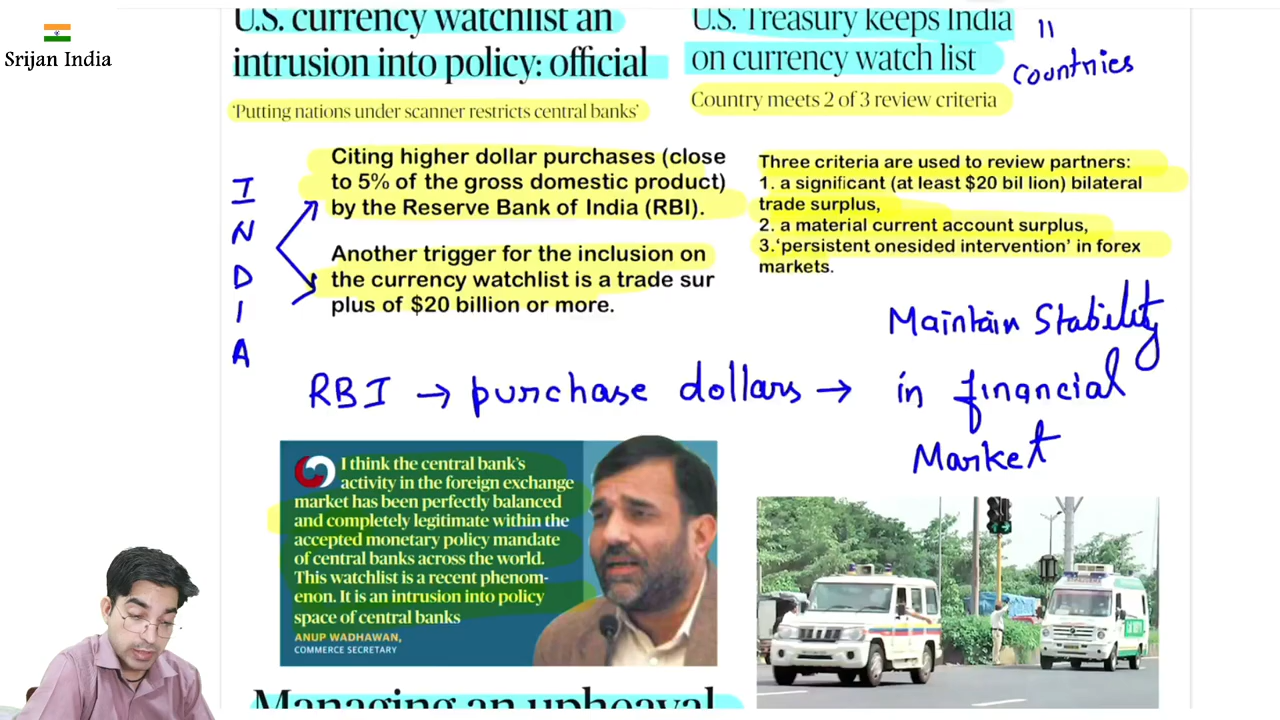 Srijan India
U.S. currency watchlist an
intrusion into policy: official
'Putting nations under scanner restricts central banks'
U.S. Treasury keeps India
on currency watch list
Country meets 2 of 3 review criteria
11
countries
I
N
D
I
A
Citing higher dollar purchases (close
to 5% of the gross domestic product)
by the Reserve Bank of India (RBI).
Another trigger for the inclusion on
the currency watchlist is a trade sur
plus of $20 billion or more.
Three criteria are used to review partners:
1. a significant (at least $20 bil lion) bilateral
trade surplus,
2. a material current account surplus,
3.'persistent onesided intervention' in forex
markets.
RBI → purchase dollars →
Maintain Stability
in financial
Market
I think the central bank's
activity in the foreign exchange
market has been perfectly balanced
and completely legitimate within the
accepted monetary policy mandate
of central banks across the world.
This watchlist is a recent phenom-
enon. It is an intrusion into policy
space of central banks
ANUP WADHAWAN,
COMMERCE SECRETARY
Managing an upheaval